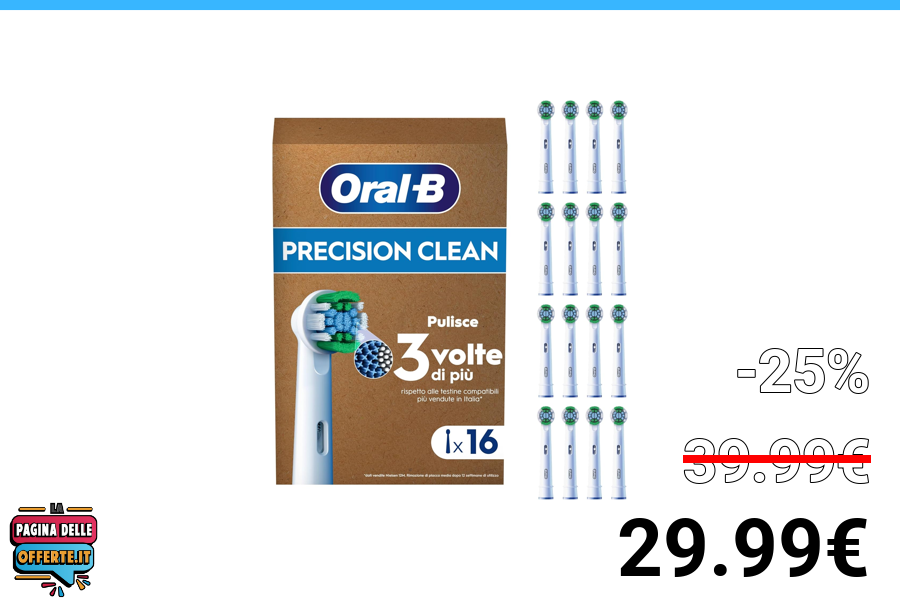 Oral-B
PRECISION CLEAN
Pulisce
3 volte
di più
rispetto alle testine compatibili
più vendute in Italia*
x 16
-25%
39.99€
29.99€
LA
PAGINA DELLE
OFFERTE.IT